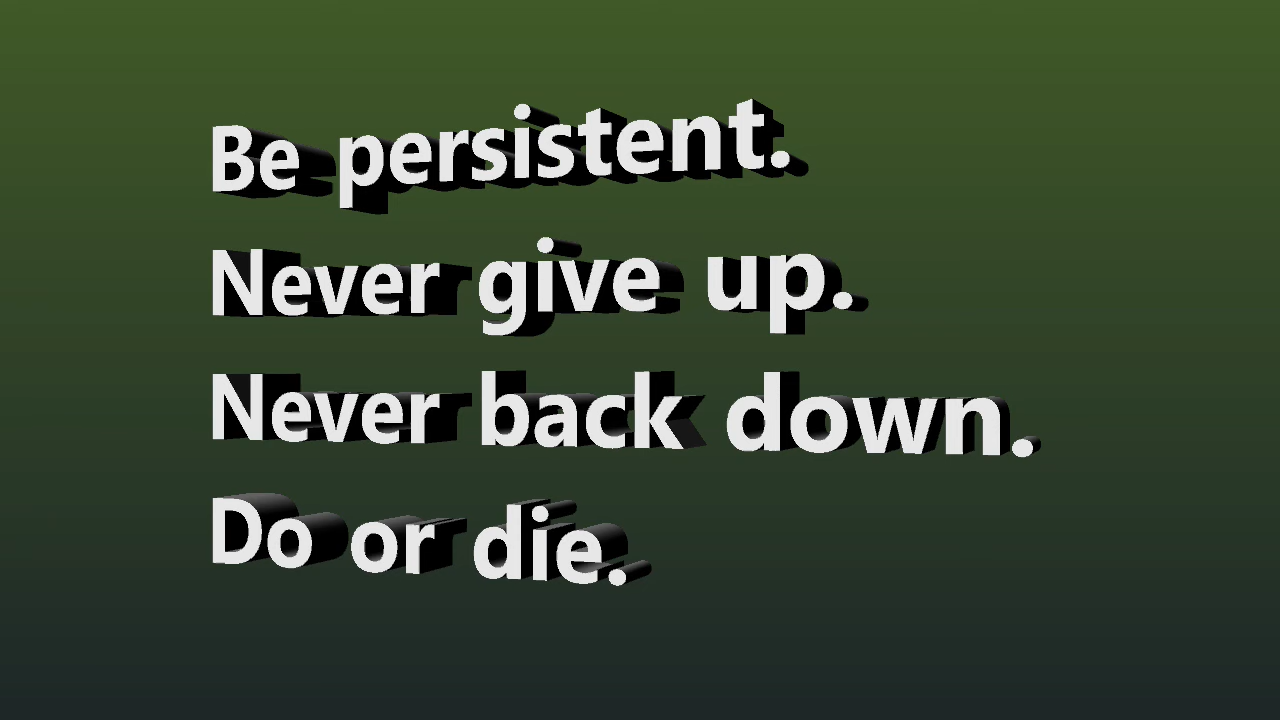 Be persistent.
Never give up.
Never back down.
Do or die.